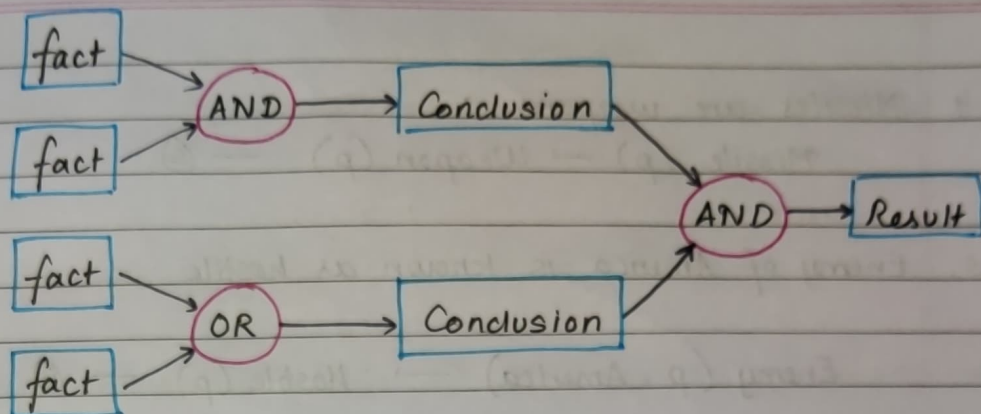 fact
AND
Conclusion
fact
AND
Result
fact
OR
Conclusion
fact